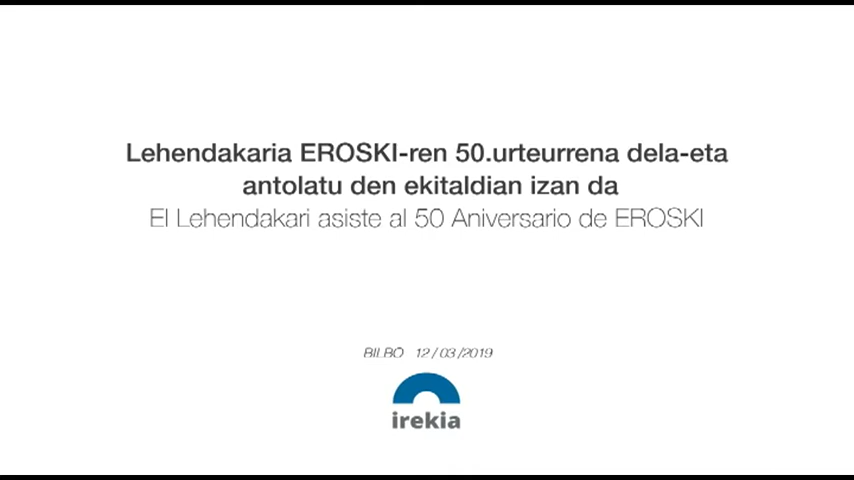 Lehendakaria EROSKI-ren 50.urteurrena dela-eta
antolatu den ekitaldian izan da
El Lehendakari asiste al 50 Aniversario de EROSKI
BILBO 12/03/2019
irekia